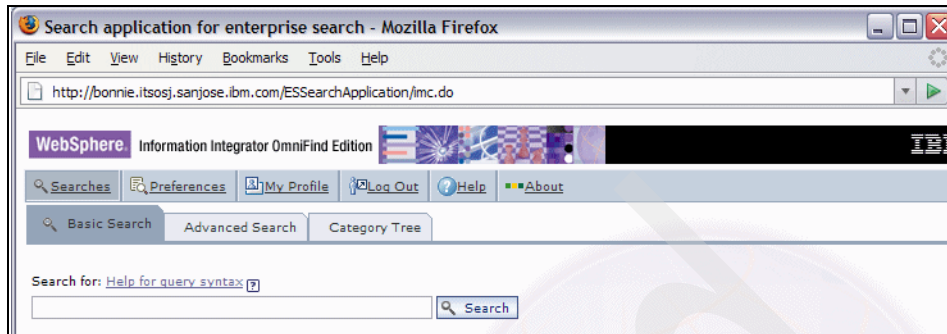 Search application for enterprise search - Mozilla Firefox
File Edit View History Bookmarks Tools Help
http://bonnie.itsosj.sanjose.ibm.com/ESSearchApplication/imc.do
WebSphere. Information Integrator OmniFind Edition
Searches Preferences My Profile Log Out Help About
Basic Search Advanced Search Category Tree
Search for: Help for query syntax ?
Search